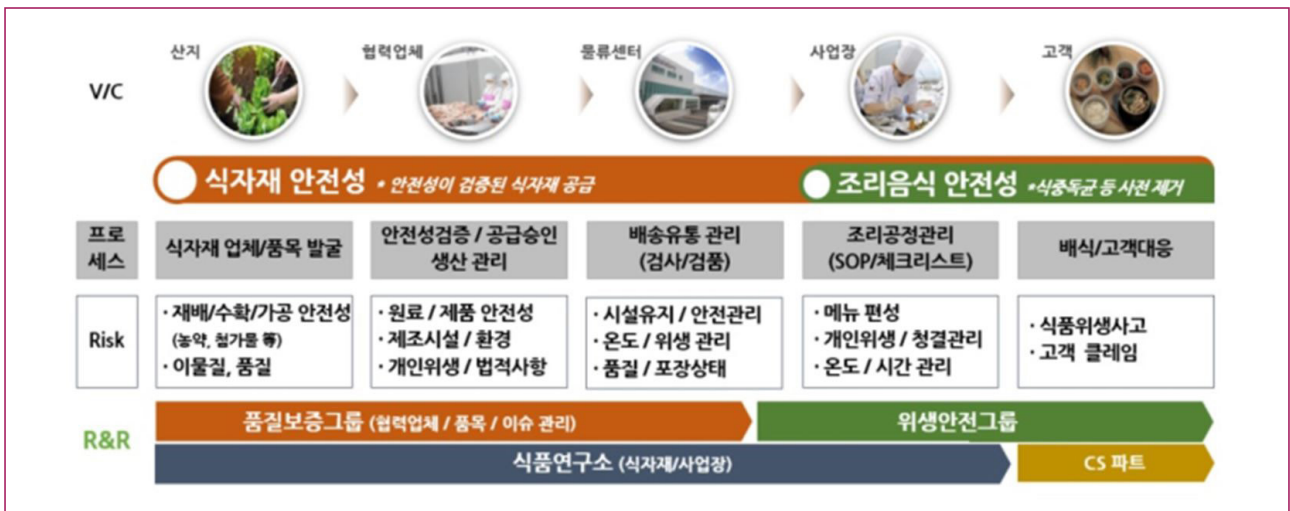 산지
협력업체
물류센터
사업장
고객
V/C
식자재 안전성 * 안전성이 검증된 식자재 공급
조리음식 안전성 *식중독균 등 사전 제거
프로
세스
식자재 업체/품목 발굴
안전성검증 / 공급승인
생산 관리
배송유통 관리
(검사/검품)
조리공정관리
(SOP/체크리스트)
배식/고객대응
Risk
· 재배/수확/가공 안전성
(농약, 첨가물 等)
· 이물질, 품질
· 원료 / 제품 안전성
· 제조시설 / 환경
· 개인위생 / 법적사항
· 시설유지 / 안전관리
· 온도 / 위생 관리
· 품질 / 포장상태
· 메뉴 편성
· 개인위생 / 청결관리
· 온도 / 시간 관리
· 식품위생사고
· 고객 클레임
R&R
품질보증그룹 (협력업체 / 품목 / 이슈 관리)
위생안전그룹
식품연구소 (식자재/사업장)
CS 파트